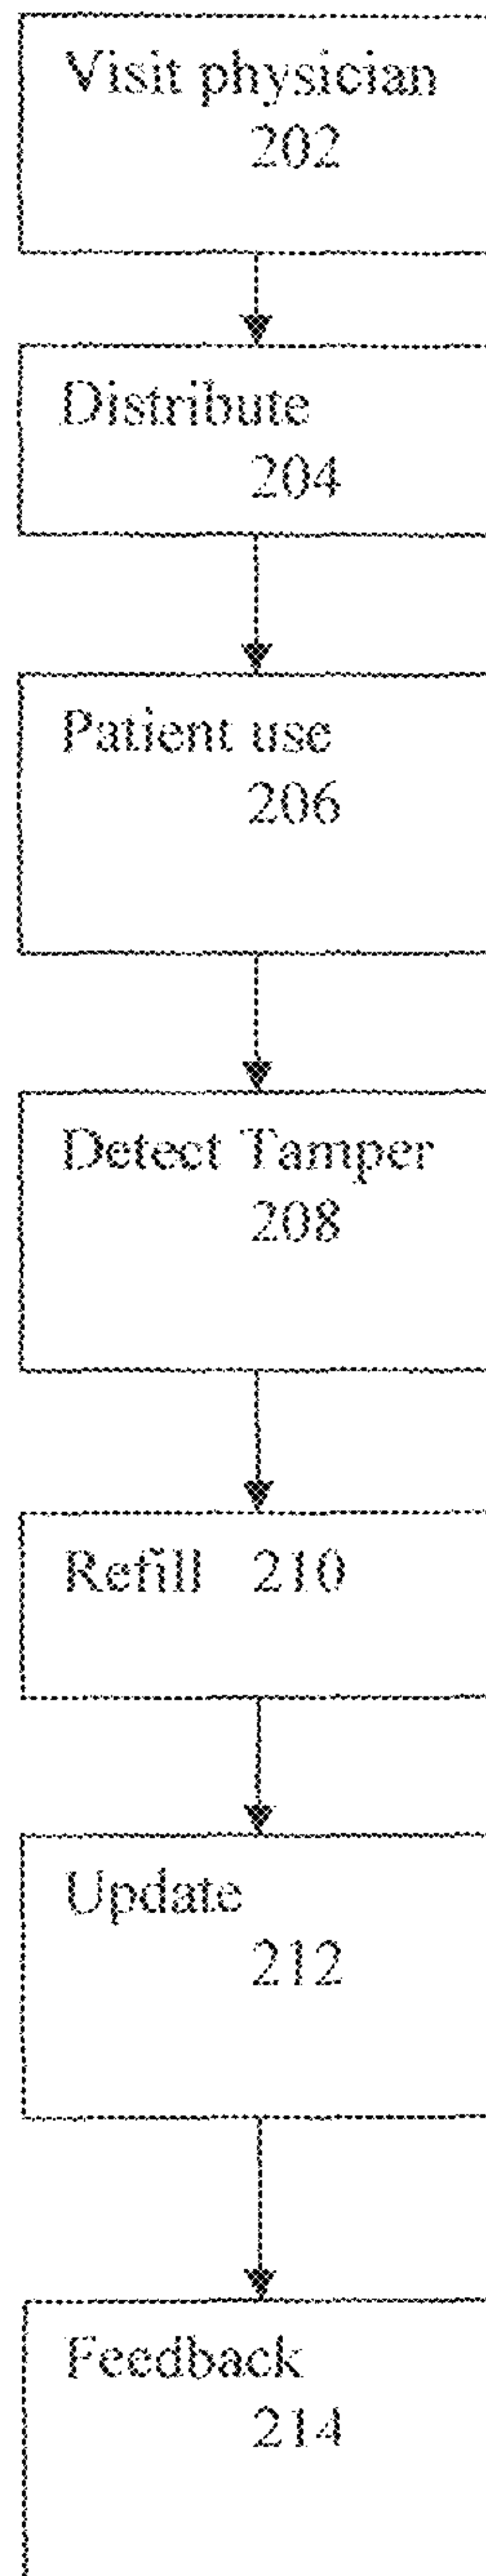 Visit physician
202
Distribute
204
Patient use
206
Detect Tamper
208
Refill 210
Update
212
Feedback
214